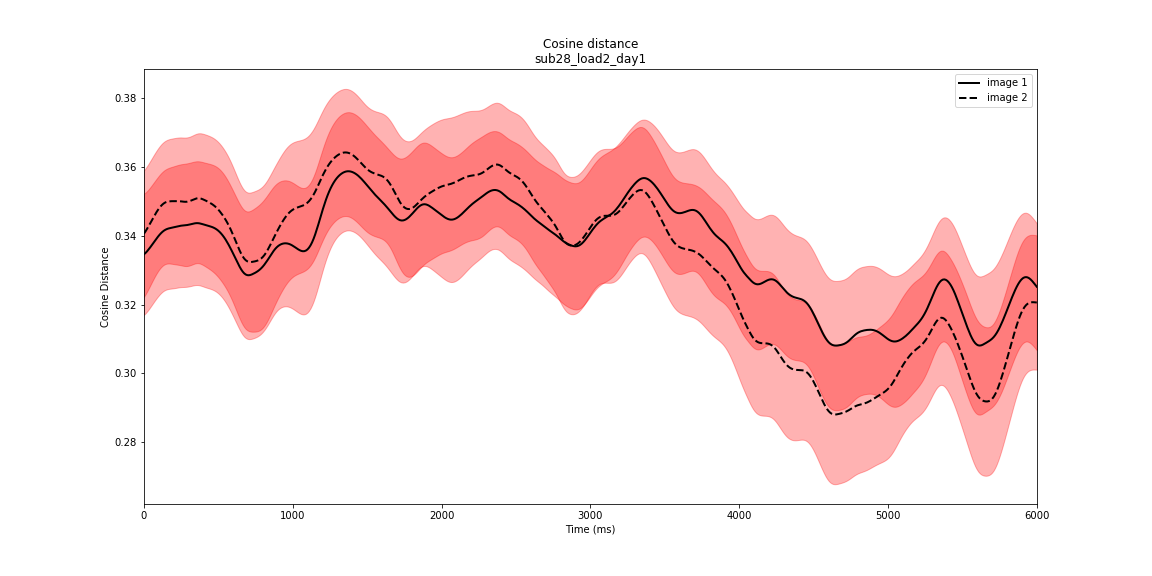 Cosine distance
sub28_load2_day1
image 1
image 2
Cosine Distance
0.38
0.36
0.34
0.32
0.30
0.28
0
1000
2000
3000
4000
5000
6000
Time (ms)